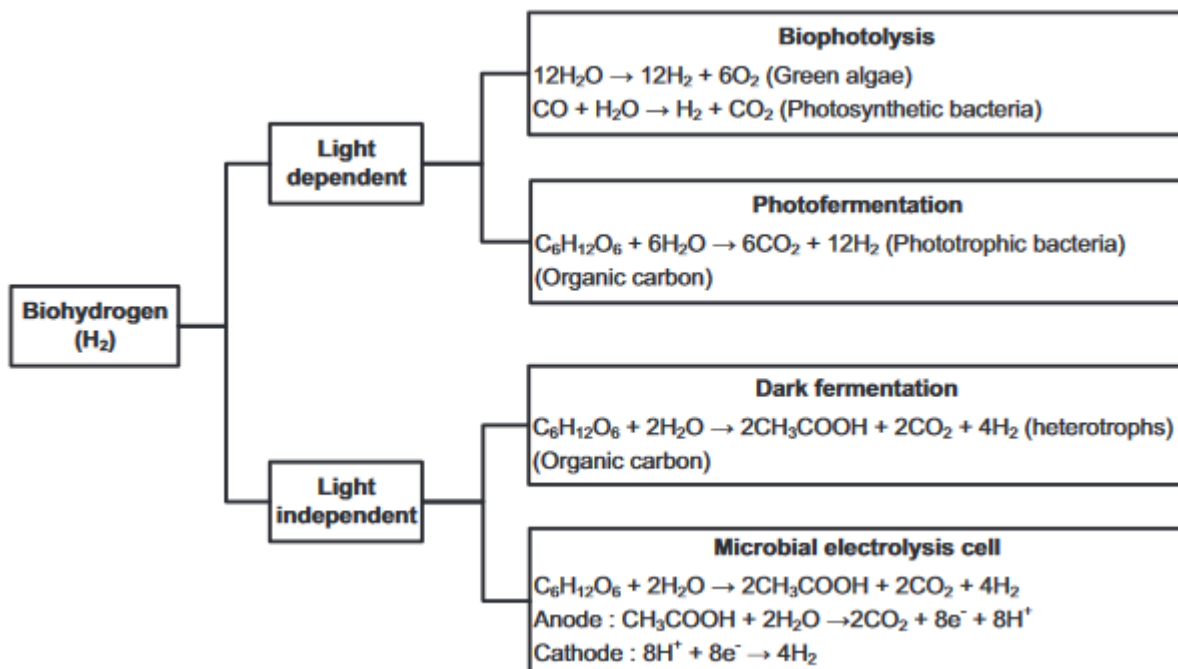 Biophotolysis
12H₂O → 12H₂ + 6O₂ (Green algae)
CO + H₂O → H₂ + CO₂ (Photosynthetic bacteria)
Light
dependent
Photofermentation
C₆H₁₂O₆ + 6H₂O → 6CO₂ + 12H₂ (Phototrophic bacteria)
(Organic carbon)
Biohydrogen
(H₂)
Dark fermentation
C₆H₁₂O₆ + 2H₂O → 2CH₃COOH + 2CO₂ + 4H₂ (heterotrophs)
(Organic carbon)
Light
independent
Microbial electrolysis cell
C₆H₁₂O₆ + 2H₂O → 2CH₃COOH + 2CO₂ + 4H₂
Anode : CH₃COOH + 2H₂O →2CO₂ + 8e⁻ + 8H⁺
Cathode : 8H⁺ + 8e⁻ → 4H₂